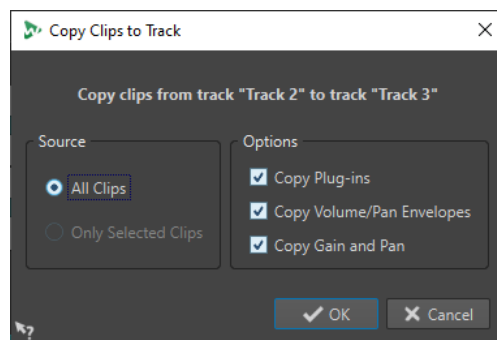 Copy Clips to Track
Copy clips from track "Track 2" to track "Track 3"
Source
All Clips
Only Selected Clips
Options
Copy Plug-ins
Copy Volume/Pan Envelopes
Copy Gain and Pan
OK
Cancel